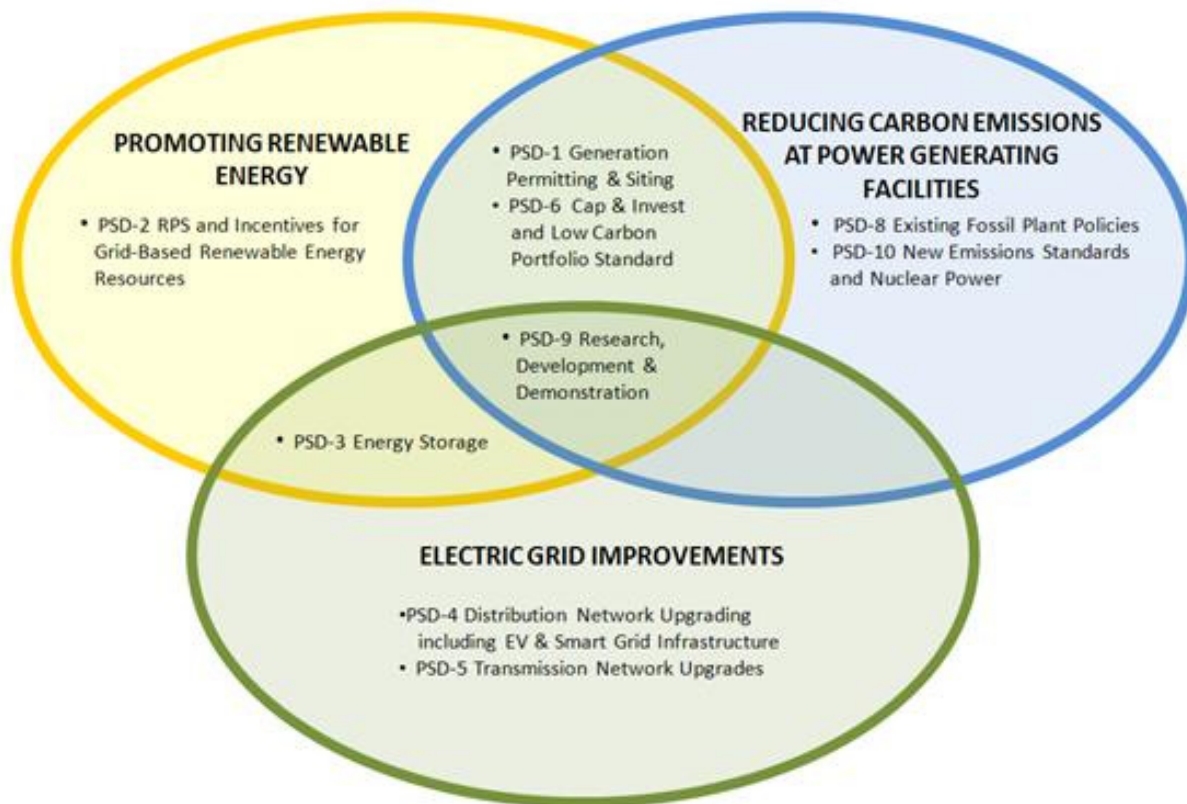 PROMOTING RENEWABLE
ENERGY
• PSD-2 RPS and Incentives for
Grid-Based Renewable Energy
Resources
• PSD-1 Generation
Permitting & Siting
• PSD-6 Cap & Invest
and Low Carbon
Portfolio Standard
REDUCING CARBON EMISSIONS
AT POWER GENERATING
FACILITIES
• PSD-8 Existing Fossil Plant Policies
• PSD-10 New Emissions Standards
and Nuclear Power
• PSD-9 Research,
Development &
Demonstration
• PSD-3 Energy Storage
ELECTRIC GRID IMPROVEMENTS
•PSD-4 Distribution Network Upgrading
including EV & Smart Grid Infrastructure
• PSD-5 Transmission Network Upgrades